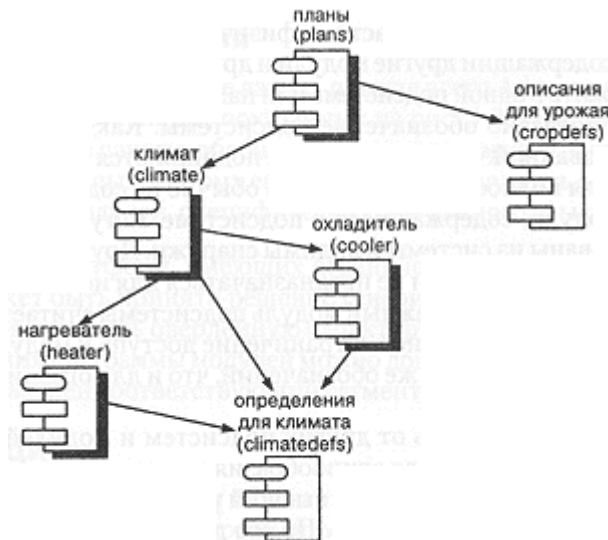 планы
(plans)
описания
для урожая
(cropdefs)
климат
(climate)
охладитель
(cooler)
нагреватель
(heater)
определения
для климата
(climatedefs)